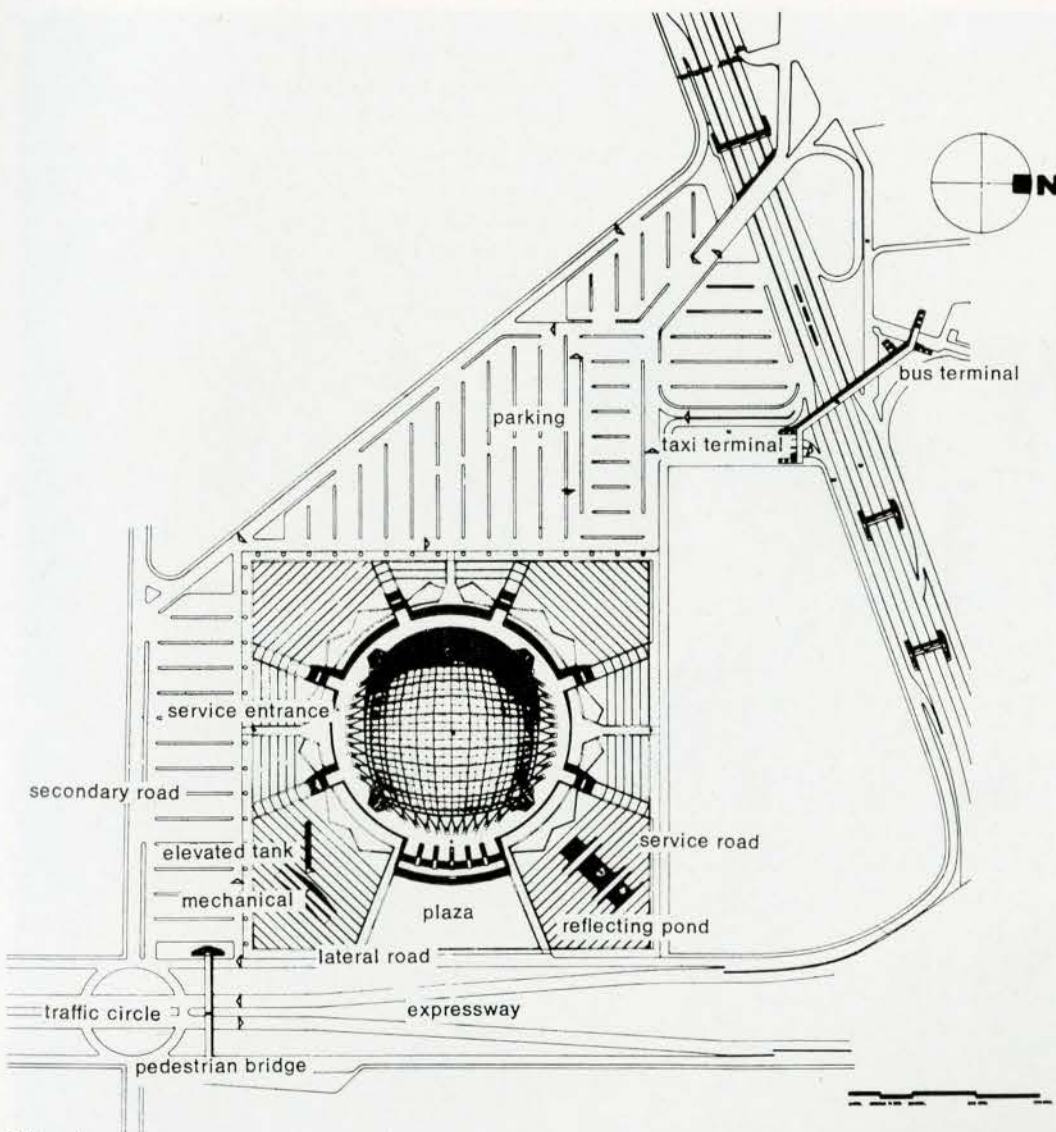 N
bus terminal
parking
taxi terminal
service entrance
secondary road
service road
elevated tank
mechanical
plaza
reflecting pond
lateral road
traffic circle
expressway
pedestrian bridge